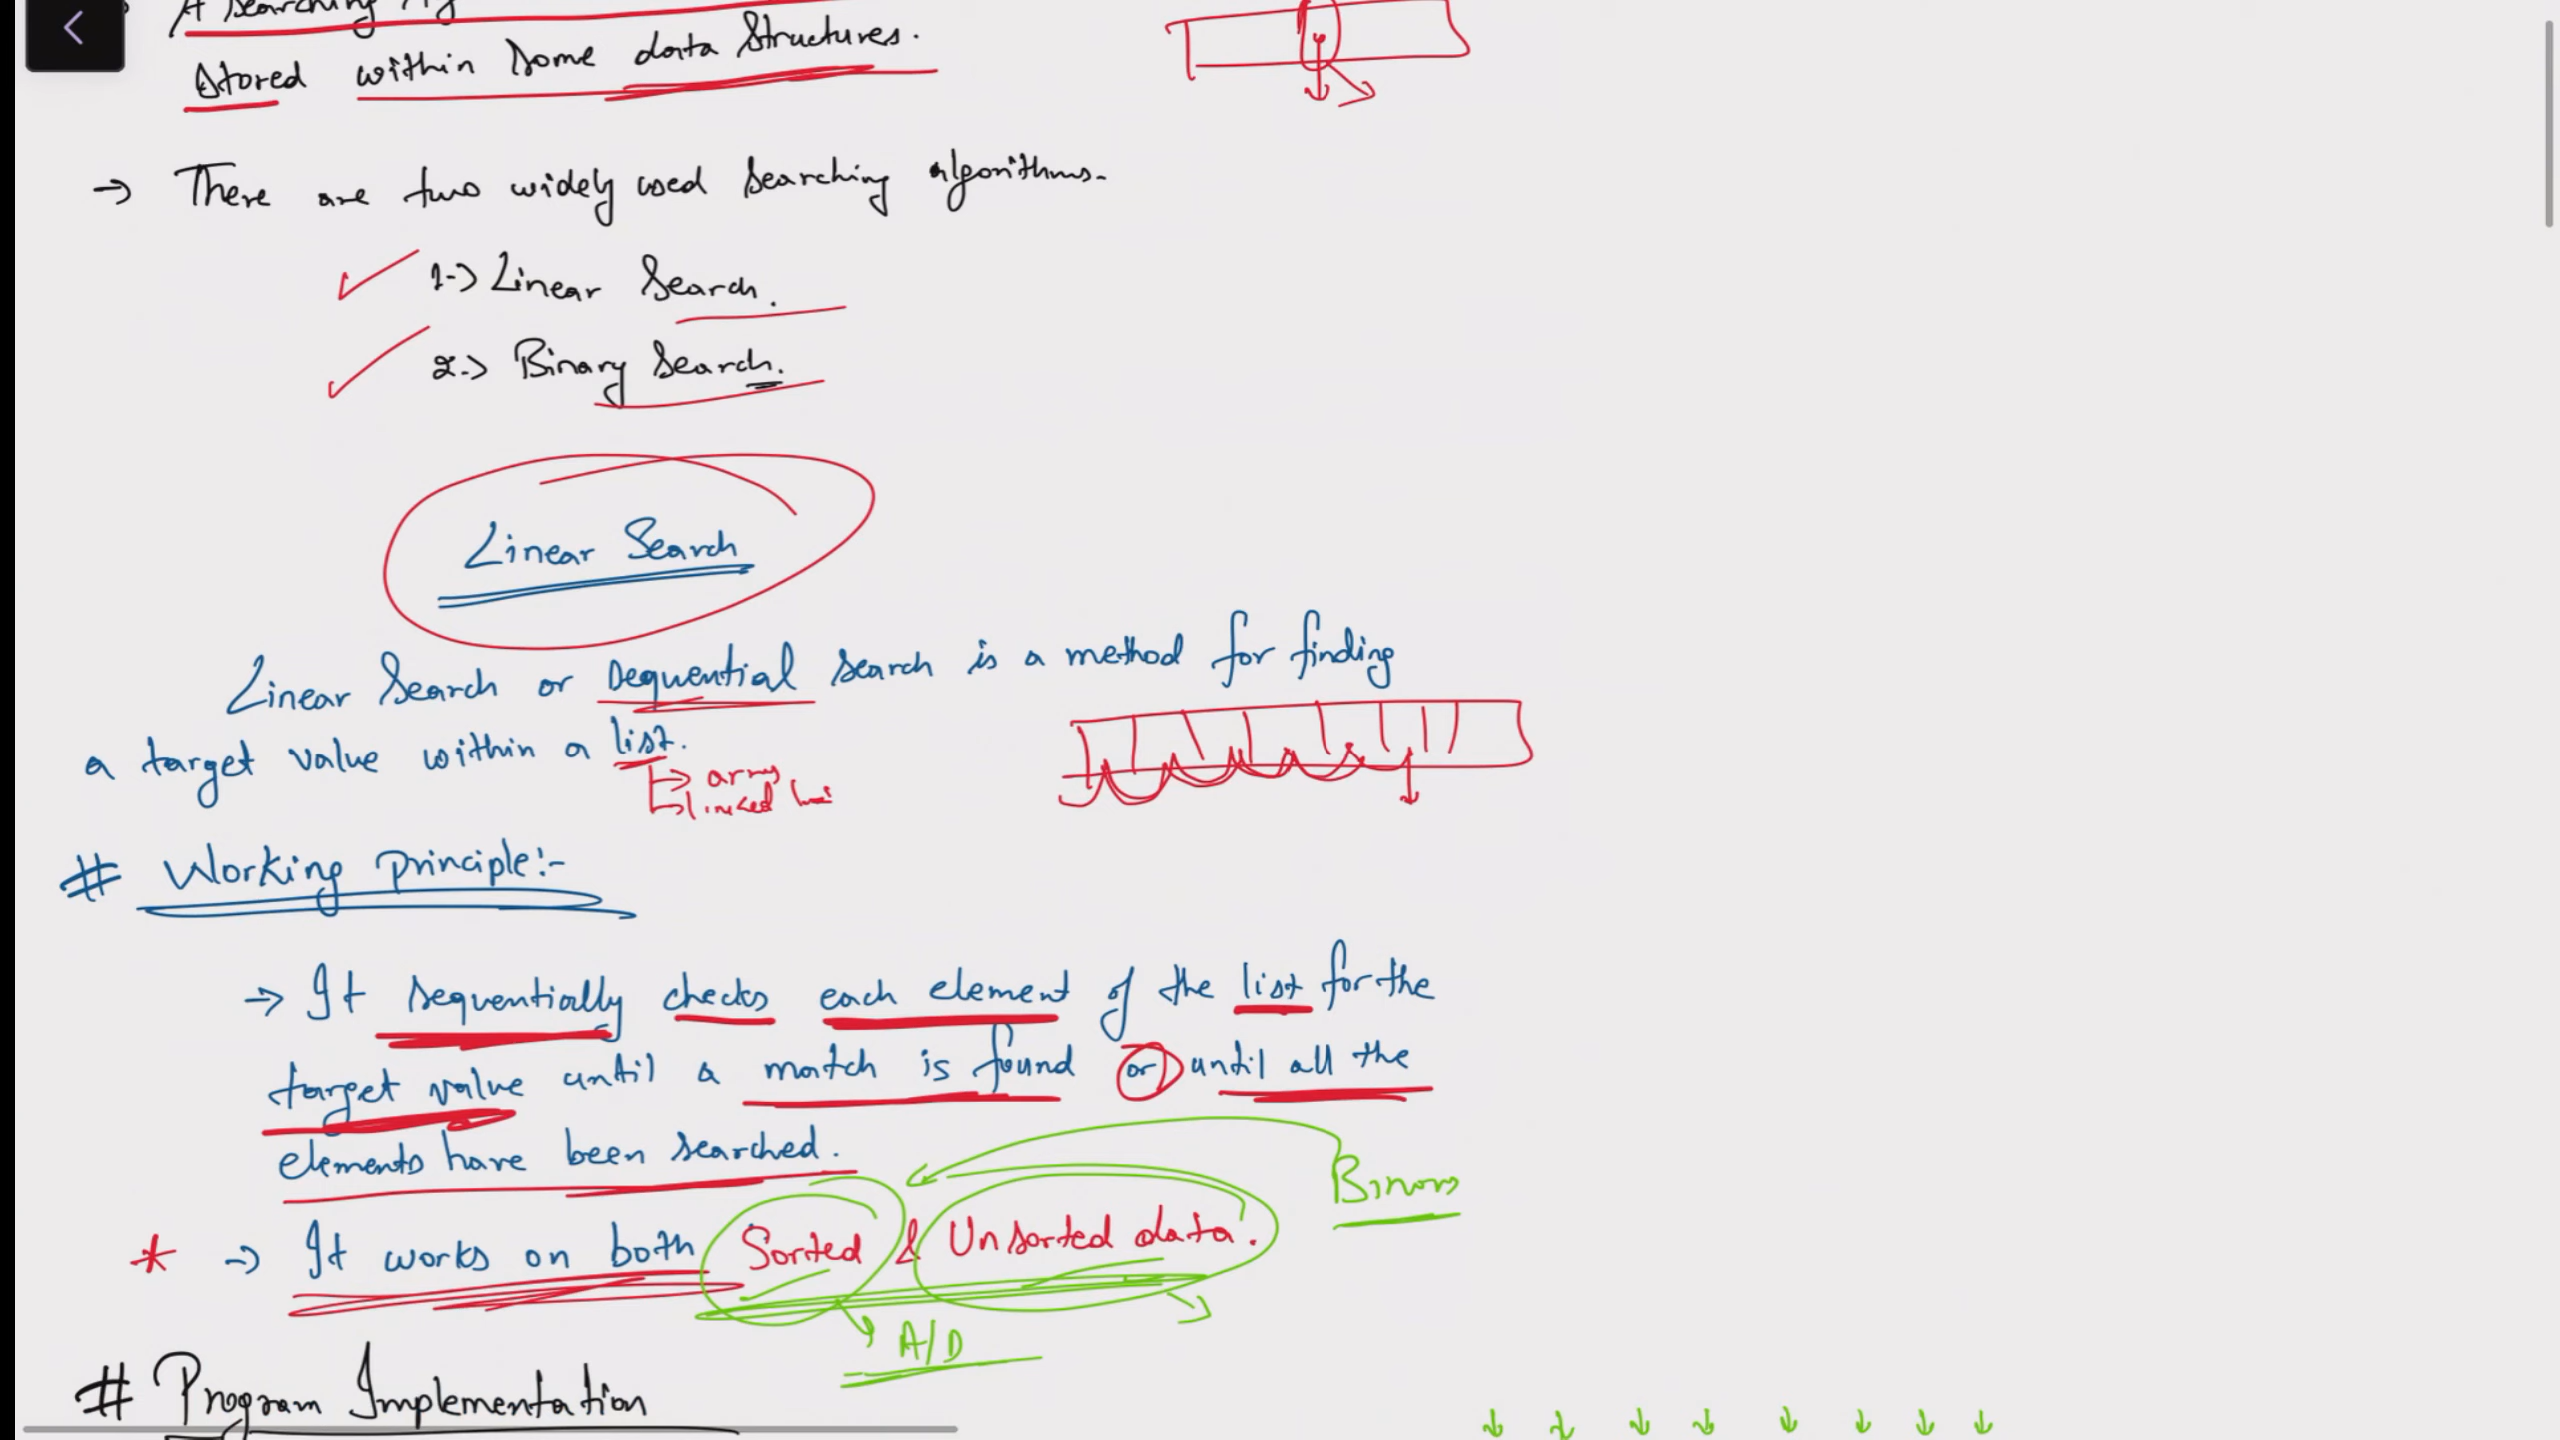 A Searching
Stored within some data Structures.
→ There are two widely used Searching algorithms.
1-> Linear Search.
2-> Binary Search.
Linear Search
Linear Search or Sequential search is a method for finding
a target value within a list.
→ array
→ linked
# Working principle:-
→ It sequentially checks each element of the list for the
target value until a match is found or until all the
elements have been searched.
Binary
* → It works on both Sorted & Unsorted data.
A/D
# Program Implementation